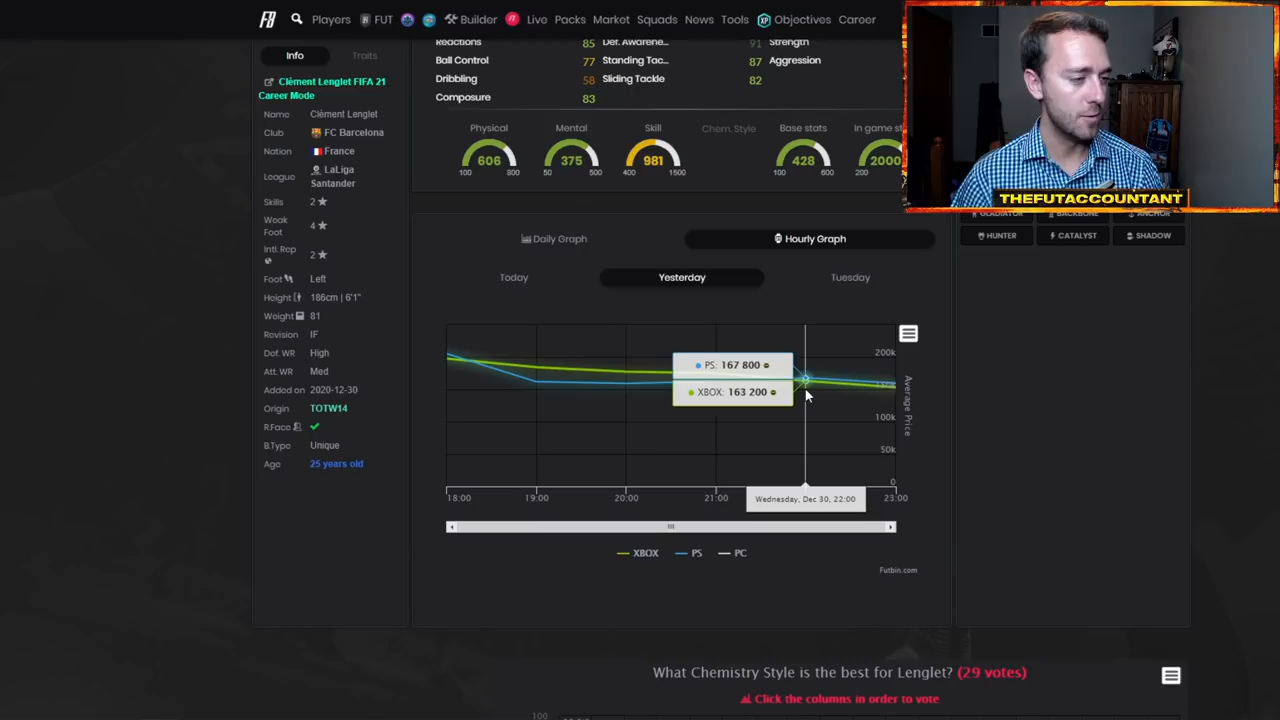 FB Players FUT Builder Live Packs Market Squads News Tools XP Objectives Career
Info Traits
Clément Lenglet FIFA 21
Career Mode
Name Clément Lenglet
Club FC Barcelona
Nation France
League LaLiga
Santander
Skills 2
Weak
Foot 4
Intl. Rep 2
Foot Left
Height 186cm | 6'1"
Weight 81
Revision IF
Def. WR High
Att. WR Med
Added on 2020-12-30
Origin TOTW14
R.Face
B.Type Unique
Age 25 years old
Reactions 85 Def. Awarene... 91 Strength
Ball Control 77 Standing Tac... 87 Aggression
Dribbling 58 Sliding Tackle 82
Composure 83
Physical Mental Skill Chem. Style Base stats In game st
606 375 981 428 2000
100 800 50 500 400 1500 100 600 200
THEFUTACCOUNTANT
GLADIATOR BACKBONE ANCHOR
HUNTER CATALYST SHADOW
Daily Graph Hourly Graph
Today Yesterday Tuesday
PS: 167 800
XBOX: 163 200
200k
100k
50k
0
Average Price
18:00 19:00 20:00 21:00 23:00
Wednesday, Dec 30, 22:00
XBOX PS PC
Futbin.com
What Chemistry Style is the best for Lenglet? (29 votes)
Click the columns in order to vote
100